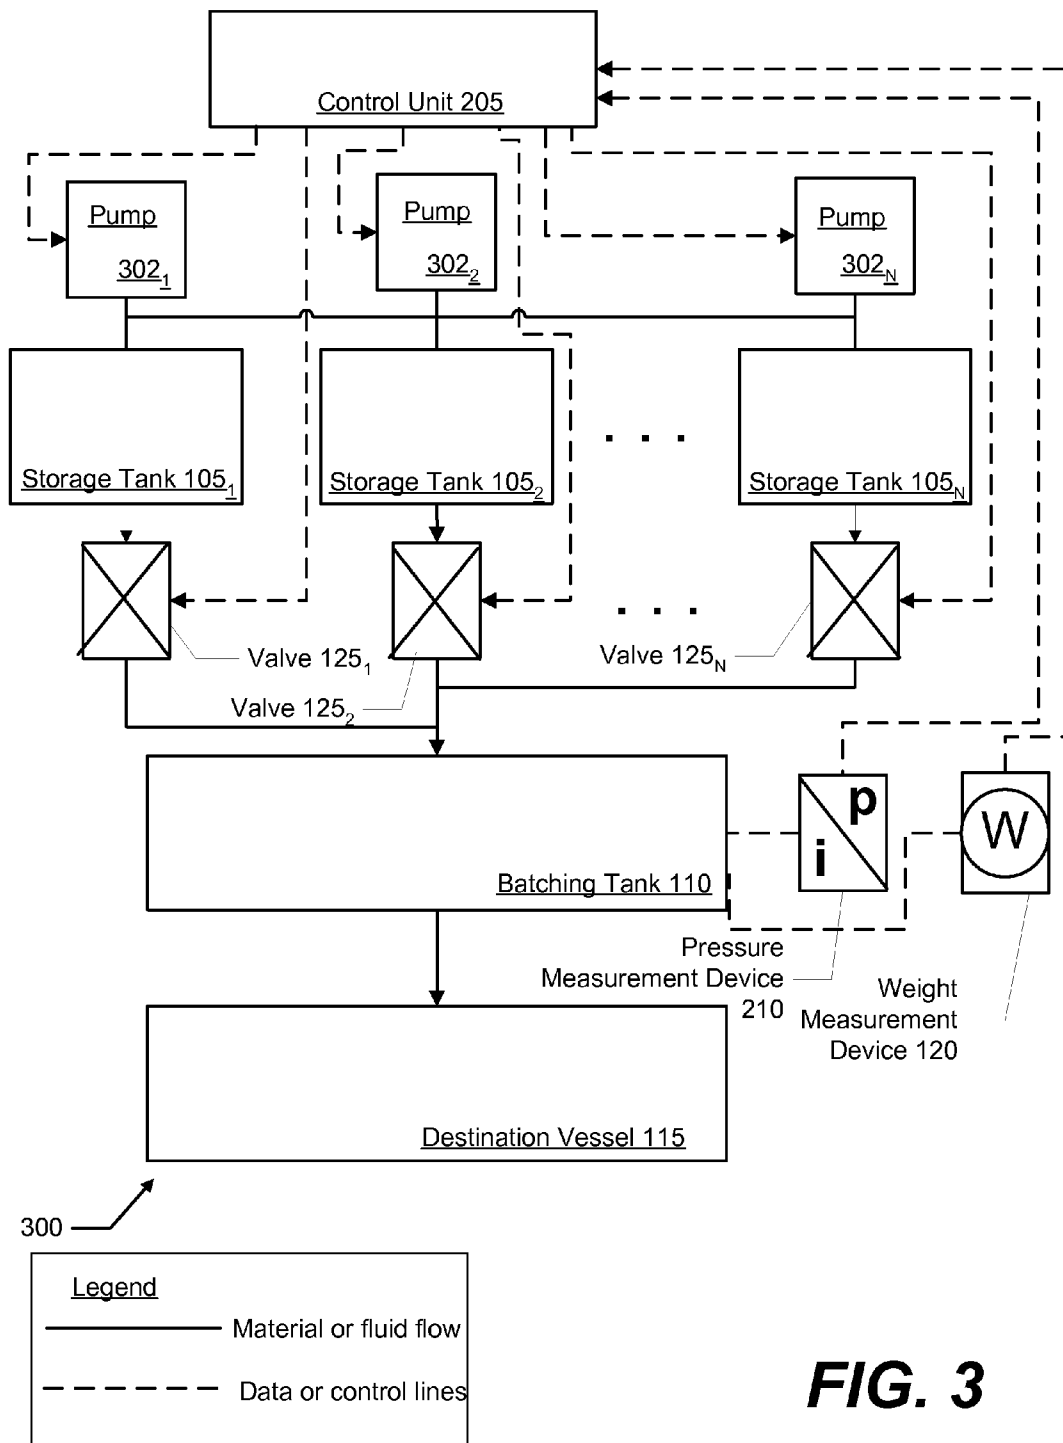 Control Unit 205
Pump
302₁
Pump
302₂
Pump
302N
Storage Tank 105₁
Storage Tank 105₂
Storage Tank 105N
. . .
. . .
Valve 125₁
Valve 125₂
Valve 125N
Batching Tank 110
p
i
W
Pressure
Measurement Device
210
Weight
Measurement
Device 120
Destination Vessel 115
300
Legend
Material or fluid flow
Data or control lines
FIG. 3